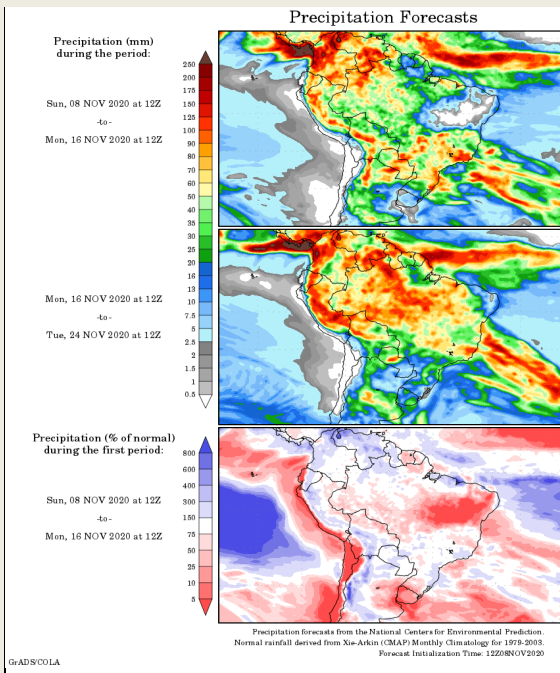 Precipitation Forecasts
Precipitation (mm)
during the period:
Sun, 08 NOV 2020 at 12Z
-to-
Mon, 16 NOV 2020 at 12Z
250
200
175
150
125
100
90
80
70
60
50
40
35
30
25
20
16
13
10
7.5
5
2.5
2
1.5
1
0.5
Mon, 16 NOV 2020 at 12Z
-to-
Tue, 24 NOV 2020 at 12Z
Precipitation (% of normal)
during the first period:
Sun, 08 NOV 2020 at 12Z
-to-
Mon, 16 NOV 2020 at 12Z
800
600
400
300
150
75
50
25
10
5
Precipitation forecasts from the National Centers for Environmental Prediction.
Normal rainfall derived from Xie-Arkin (CMAP) Monthly Climatology for 1979-2003.
Forecast Initialization Time: 12Z08NOV2020
GrADS/COLA